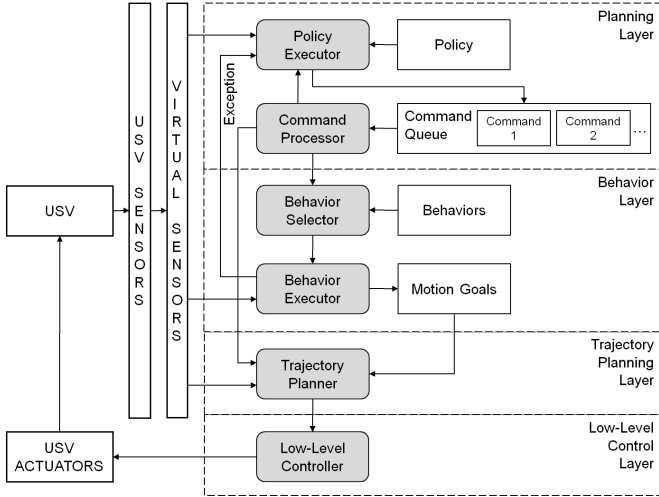 Planning
Layer
Policy
Executor
Policy
Exception
Command
Processor
Command
Queue
Command
1
Command
2
...
USV SENSORS
VIRTUAL SENSORS
Behavior
Layer
USV
Behavior
Selector
Behaviors
Behavior
Executor
Motion Goals
Trajectory
Planning
Layer
Trajectory
Planner
Low-Level
Control
Layer
USV
ACTUATORS
Low-Level
Controller